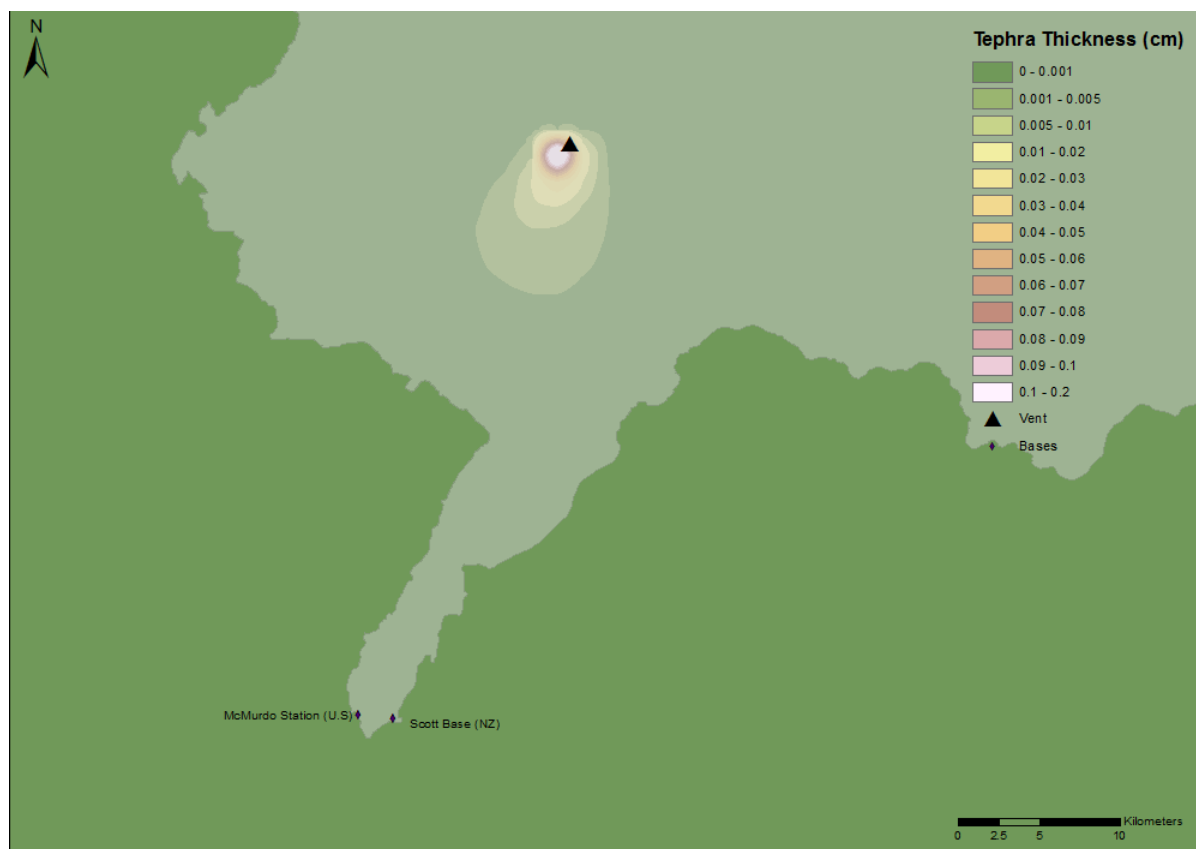 N
Tephra Thickness (cm)
0 - 0.001
0.001 - 0.005
0.005 - 0.01
0.01 - 0.02
0.02 - 0.03
0.03 - 0.04
0.04 - 0.05
0.05 - 0.06
0.06 - 0.07
0.07 - 0.08
0.08 - 0.09
0.09 - 0.1
0.1 - 0.2
Vent
Bases
McMurdo Station (U.S)
Scott Base (NZ)
Kilometers
0 2.5 5 10